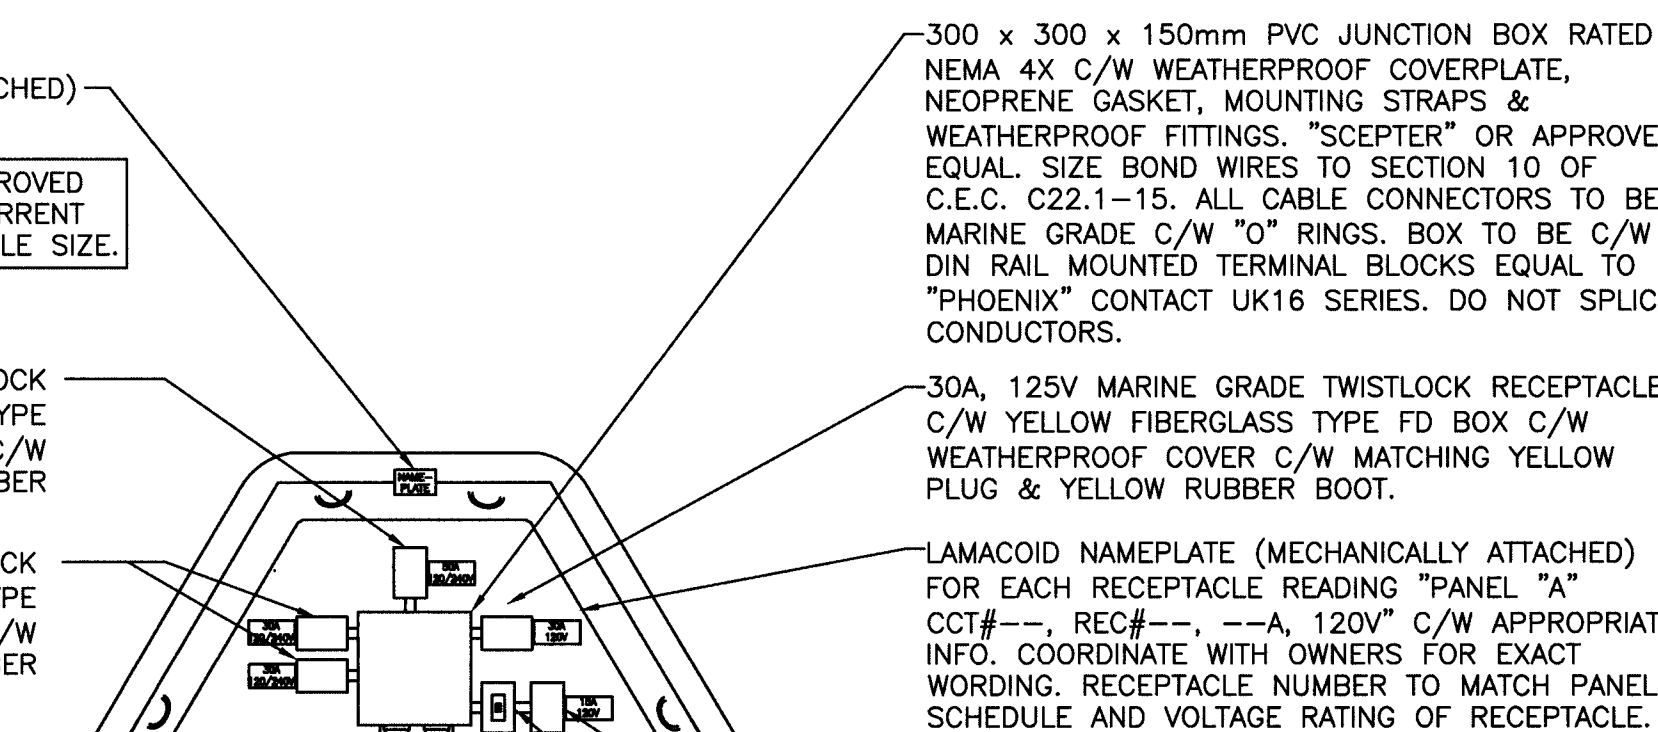 300 x 300 x 150mm PVC JUNCTION BOX RATED
NEMA 4X C/W WEATHERPROOF COVERPLATE,
NEOPRENE GASKET, MOUNTING STRAPS &
WEATHERPROOF FITTINGS. "SCEPTER" OR APPROVE
EQUAL. SIZE BOND WIRES TO SECTION 10 OF
C.E.C. C22.1-15. ALL CABLE CONNECTORS TO BE
MARINE GRADE C/W "O" RINGS. BOX TO BE C/W
DIN RAIL MOUNTED TERMINAL BLOCKS EQUAL TO
"PHOENIX" CONTACT UK16 SERIES. DO NOT SPLIC
CONDUCTORS.
30A, 125V MARINE GRADE TWISTLOCK RECEPTACLE
C/W YELLOW FIBERGLASS TYPE FD BOX C/W
WEATHERPROOF COVER C/W MATCHING YELLOW
PLUG & YELLOW RUBBER BOOT.
LAMACOID NAMEPLATE (MECHANICALLY ATTACHED)
FOR EACH RECEPTACLE READING "PANEL "A"
CCT#--, REC#--, --A, 120V" C/W APPROPRIAT
INFO. COORDINATE WITH OWNERS FOR EXACT
WORDING. RECEPTACLE NUMBER TO MATCH PANEL
SCHEDULE AND VOLTAGE RATING OF RECEPTACLE.
CHED)
ROVED
RRENT
LE SIZE.
OCK
YPE
C/W
BER
CK
PE
/W
BER
NAME-
PLATE
50A
120/240V
30A
120/240V
30A
120V
30A
120/240V
15A
120V